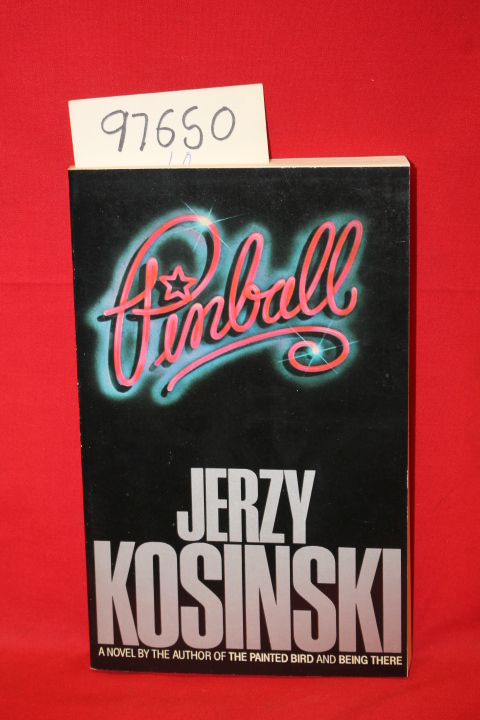 97650
Pinball
JERZY
KOSINSKI
A NOVEL BY THE AUTHOR OF THE PAINTED BIRD AND BEING THERE